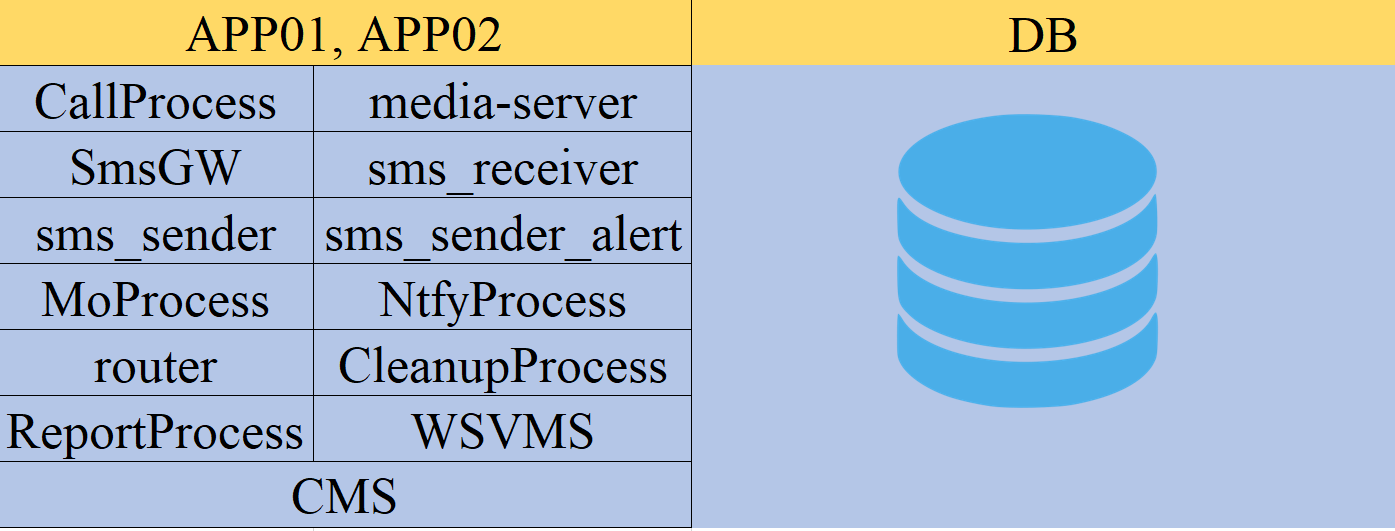 APP01, APP02 DB
CallProcess media-server
SmsGW sms_receiver
sms_sender sms_sender_alert
MoProcess NtfyProcess
router CleanupProcess
ReportProcess WSVMS
CMS